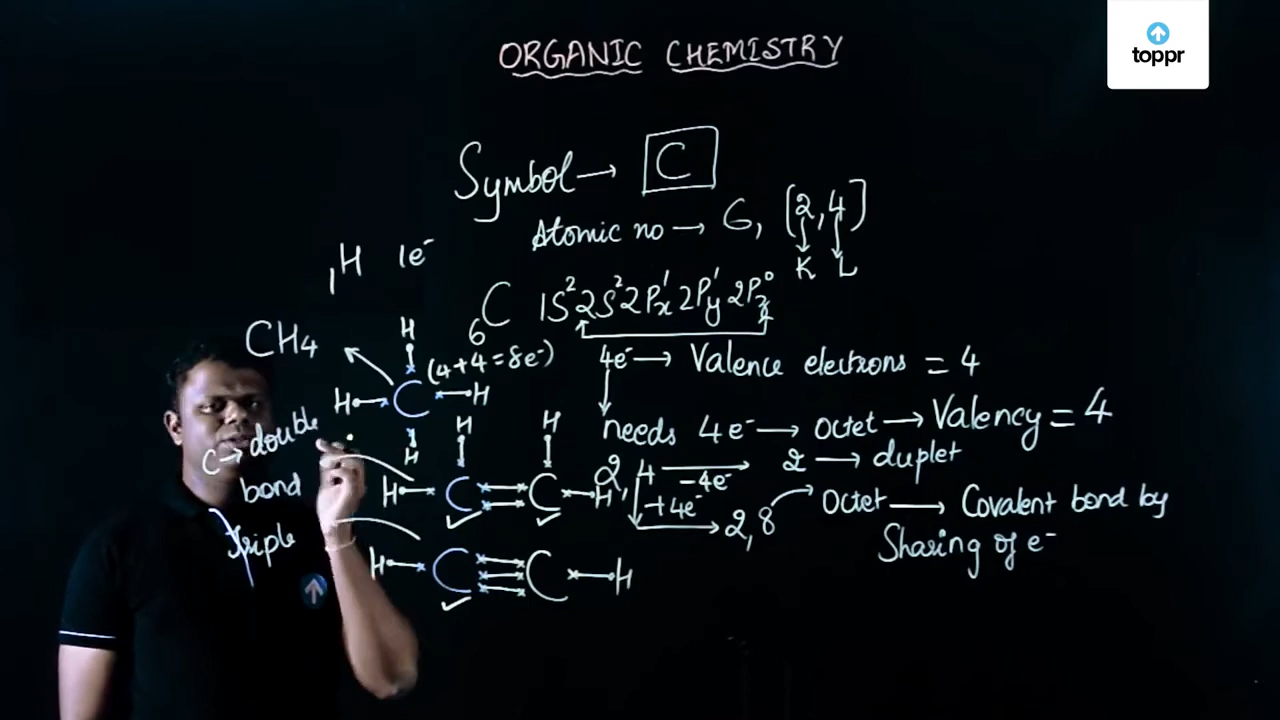 toppr
ORGANIC CHEMISTRY
Symbol → C
Atomic no → 6, (2,4)
K L
₁H 1e⁻
₆C 1S² 2S² 2Px¹ 2Py¹ 2Pz⁰
4e⁻ → Valence electrons = 4
needs 4e⁻ → Octet → Valency = 4
2,4 → 2 → duplet
−4e⁻
+4e⁻
2,8 → Octet → Covalent bond by
Sharing of e⁻
CH4
H
H C H
H
(4+4=8e⁻)
H H
H C C H
H C C H
C → double
bond
Triple